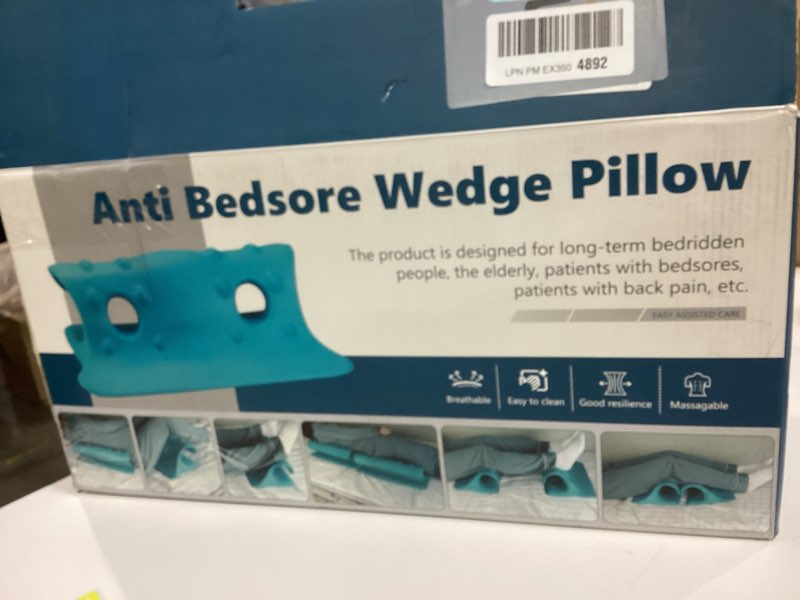 LPN PM EX350 4892
Anti Bedsore Wedge Pillow
The product is designed for long-term bedridden
people, the elderly, patients with bedsores,
patients with back pain, etc.
EASY ASSISTED CARE
Breathable
Easy to clean
Good resilience
Massagable